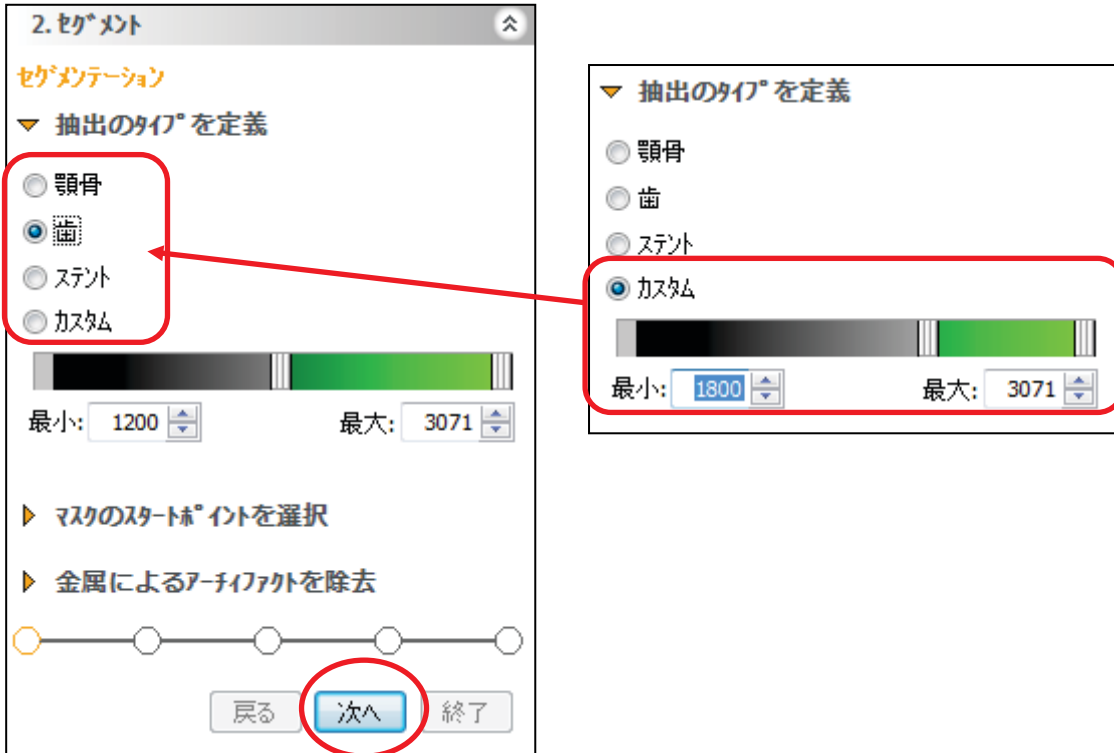 2. ｾｸﾞﾒﾝﾄ
ｾｸﾞﾒﾝﾃｰｼｮﾝ
抽出のﾀｲﾌﾟを定義
顎骨
歯
ｽﾃﾝﾄ
ｶｽﾀﾑ
最小: 1200 最大: 3071
ﾏｽｸのｽﾀｰﾄﾎﾟｲﾝﾄを選択
金属によるｱｰﾁｨﾌｧｸﾄを除去
戻る 次へ 終了
抽出のﾀｲﾌﾟを定義
顎骨
歯
ｽﾃﾝﾄ
ｶｽﾀﾑ
最小: 1800 最大: 3071